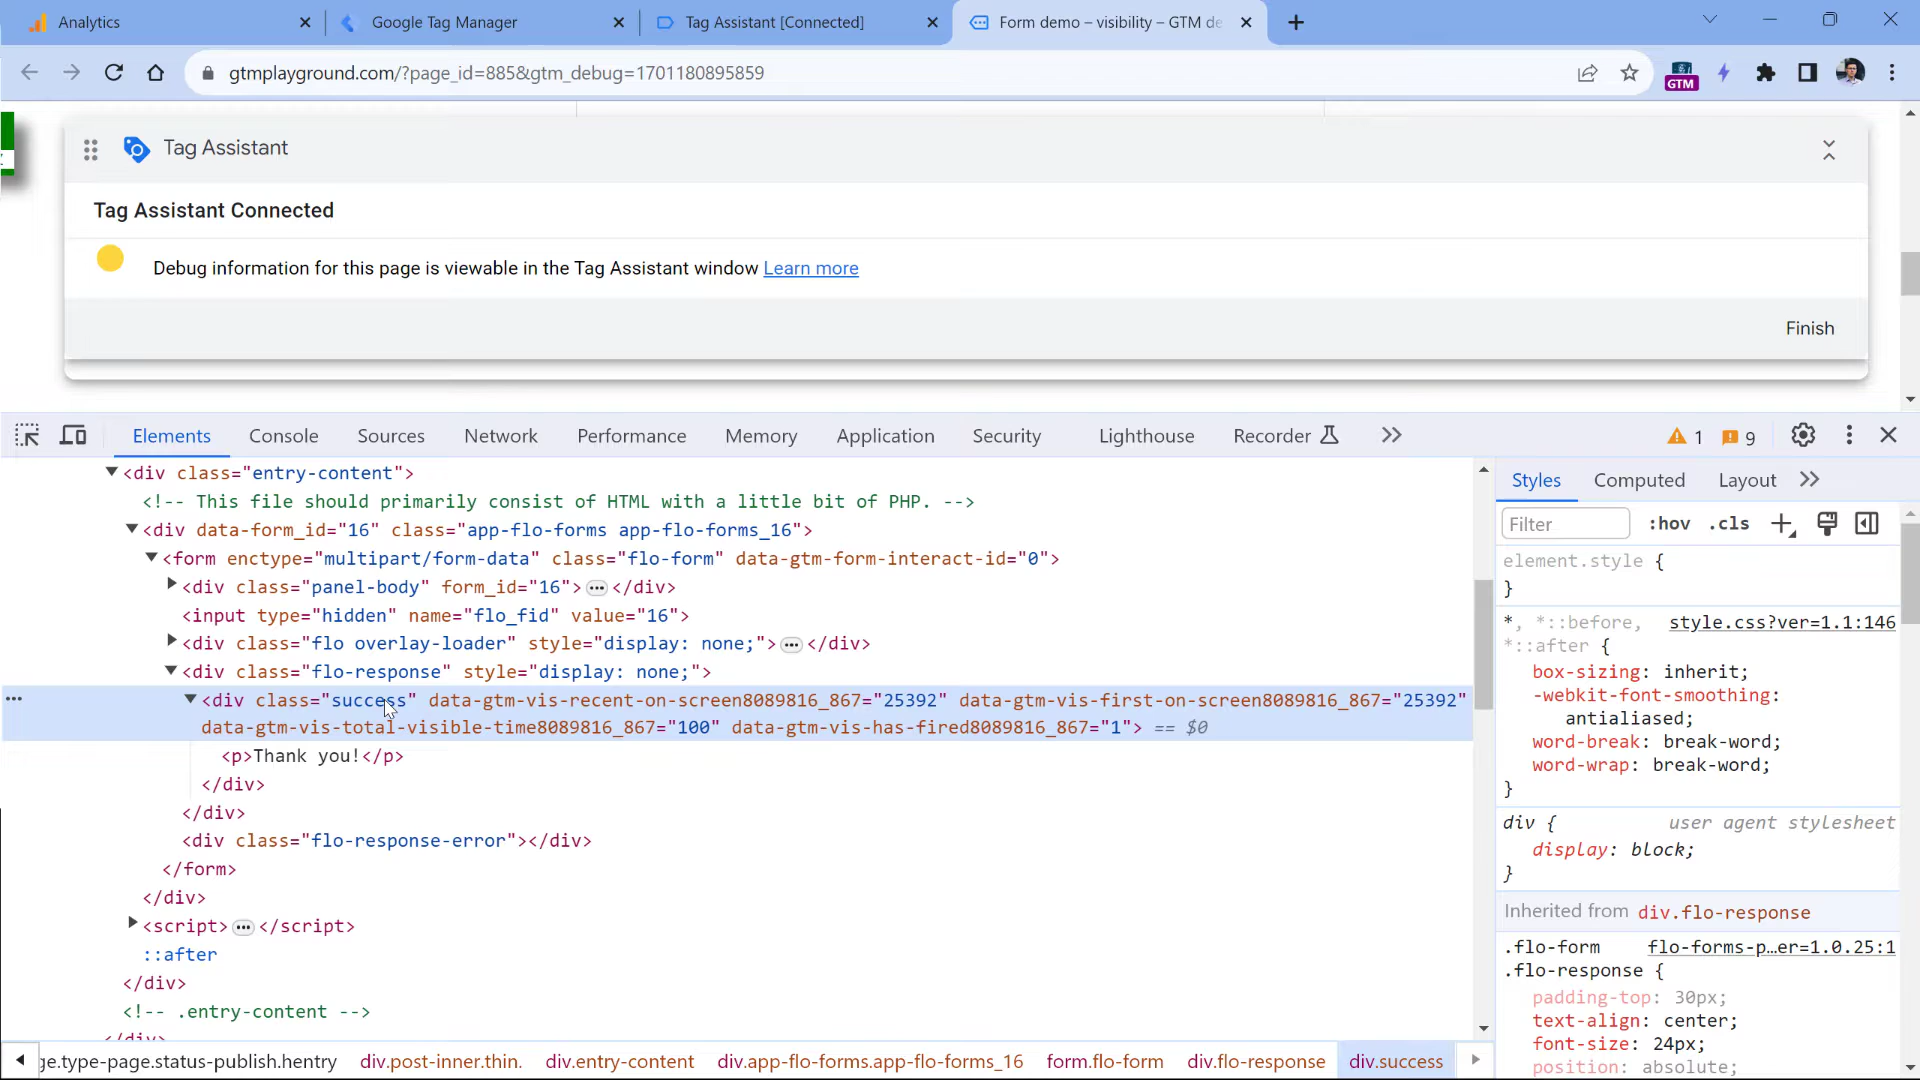 Analytics
Google Tag Manager
Tag Assistant [Connected]
Form demo – visibility – GTM de
gtmplayground.com/?page_id=885&gtm_debug=1701180895859
GTM
Tag Assistant
Tag Assistant Connected
Debug information for this page is viewable in the Tag Assistant window Learn more
Finish
Elements Console Sources Network Performance Memory Application Security Lighthouse Recorder 1 9
<div class="entry-content">
<!-- This file should primarily consist of HTML with a little bit of PHP. -->
<div data-form_id="16" class="app-flo-forms app-flo-forms_16">
<form enctype="multipart/form-data" class="flo-form" data-gtm-form-interact-id="0">
<div class="panel-body" form_id="16"> ⋯ </div>
<input type="hidden" name="flo_fid" value="16">
<div class="flo overlay-loader" style="display: none;"> ⋯ </div>
<div class="flo-response" style="display: none;">
<div class="success" data-gtm-vis-recent-on-screen8089816_867="25392" data-gtm-vis-first-on-screen8089816_867="25392"
data-gtm-vis-total-visible-time8089816_867="100" data-gtm-vis-has-fired8089816_867="1"> == $0
<p>Thank you!</p>
</div>
</div>
<div class="flo-response-error"></div>
</form>
</div>
<script> ⋯ </script>
::after
</div>
<!-- .entry-content -->
</div>
ge.type-page.status-publish.hentry div.post-inner.thin. div.entry-content div.app-flo-forms.app-flo-forms_16 form.flo-form div.flo-response div.success
Styles Computed Layout
Filter :hov .cls
element.style {
}
*, *::before, style.css?ver=1.1:146
*::after {
box-sizing: inherit;
-webkit-font-smoothing:
antialiased;
word-break: break-word;
word-wrap: break-word;
}
div { user agent stylesheet
display: block;
}
Inherited from div.flo-response
.flo-form flo-forms-p…er=1.0.25:1
.flo-response {
padding-top: 30px;
text-align: center;
font-size: 24px;
position: absolute;